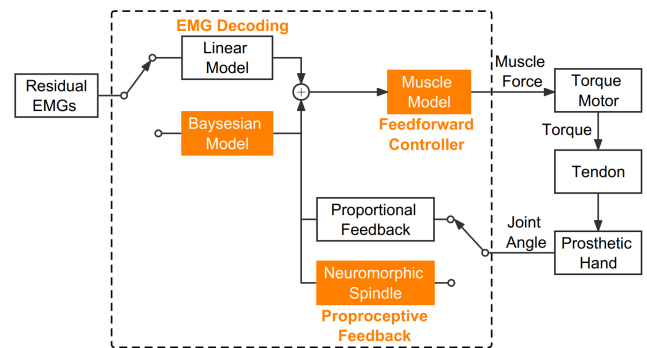 EMG Decoding
Linear
Model
Residual
EMGs
Baysesian
Model
Muscle
Model
Feedforward
Controller
Muscle
Force
Torque
Motor
Torque
Tendon
Proportional
Feedback
Joint
Angle
Prosthetic
Hand
Neuromorphic
Spindle
Proproceptive
Feedback